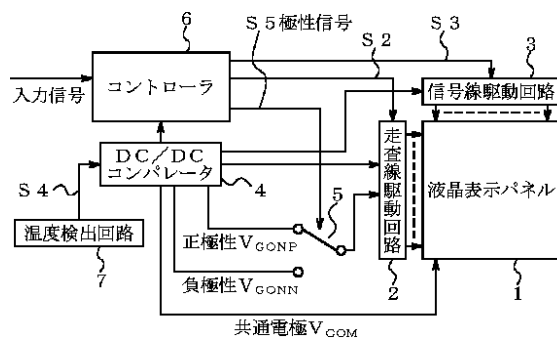 6
S5極性信号
S2
S3
3
コントローラ
入力信号
信号線駆動回路
DC/DC
コンパレータ
4
走査線駆動回路
液晶表示パネル
S4
5
温度検出回路
正極性VGONP
7
負極性VGONN
2
1
共通電極VCOM